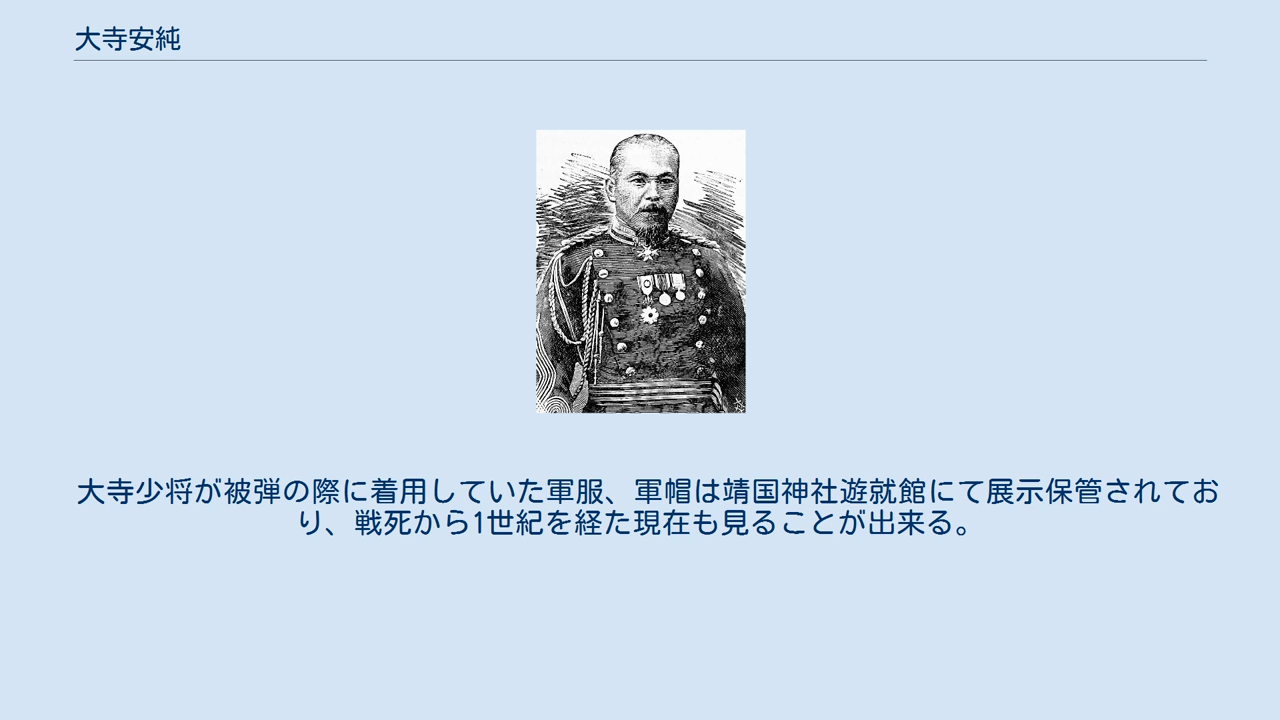 大寺安純
大寺少将が被弾の際に着用していた軍服、軍帽は靖国神社遊就館にて展示保管されてお
り、戦死から1世紀を経た現在も見ることが出来る。